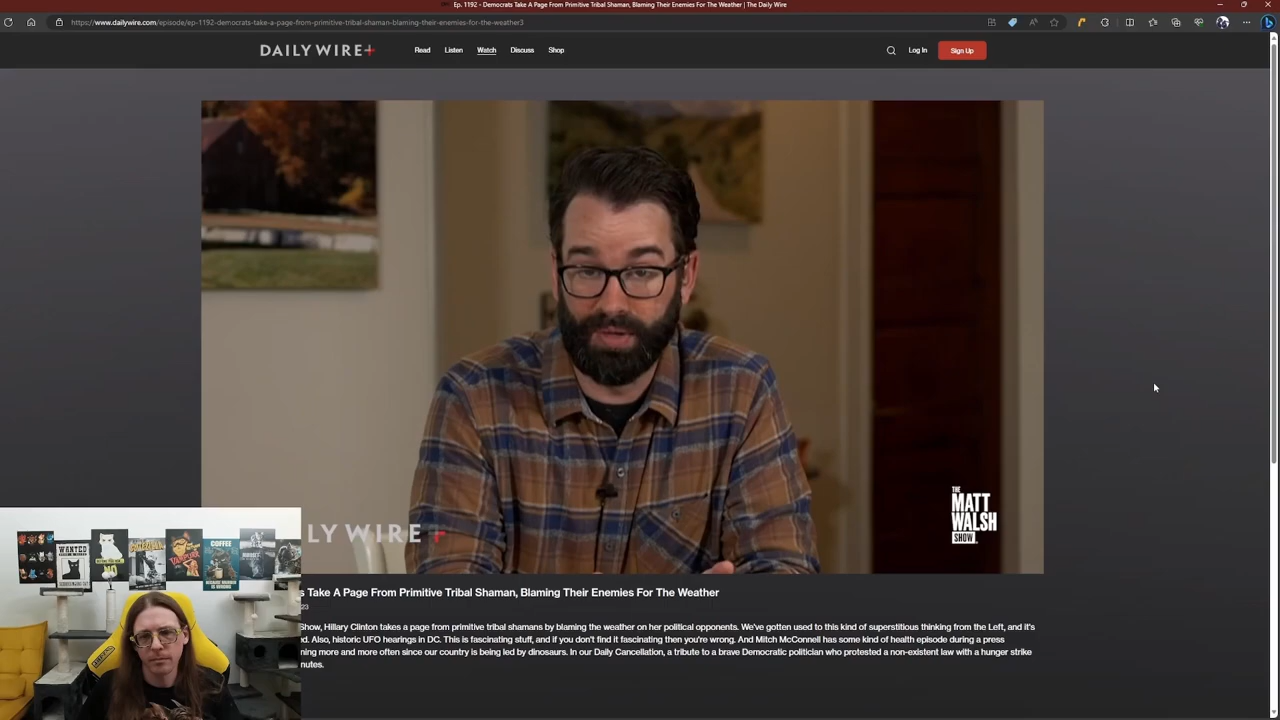 Ep. 1192 - Democrats Take A Page From Primitive Tribal Shaman, Blaming Their Enemies For The Weather | The Daily Wire
https://www.dailywire.com/episode/ep-1192-democrats-take-a-page-from-primitive-tribal-shaman-blaming-their-enemies-for-the-weather3
DAILYWIRE+
Read Listen Watch Discuss Shop
Log In
Sign Up
THE
MATT
WALSH
SHOW
LY WIRE +
WANTED
COFFEE
s Take A Page From Primitive Tribal Shaman, Blaming Their Enemies For The Weather
23
Show, Hillary Clinton takes a page from primitive tribal shamans by blaming the weather on her political opponents. We've gotten used to this kind of superstitious thinking from the Left, and it's
d. Also, historic UFO hearings in DC. This is fascinating stuff, and if you don't find it fascinating then you're wrong. And Mitch McConnell has some kind of health episode during a press
ning more and more often since our country is being led by dinosaurs. In our Daily Cancellation, a tribute to a brave Democratic politician who protested a non-existent law with a hunger strike
nutes.